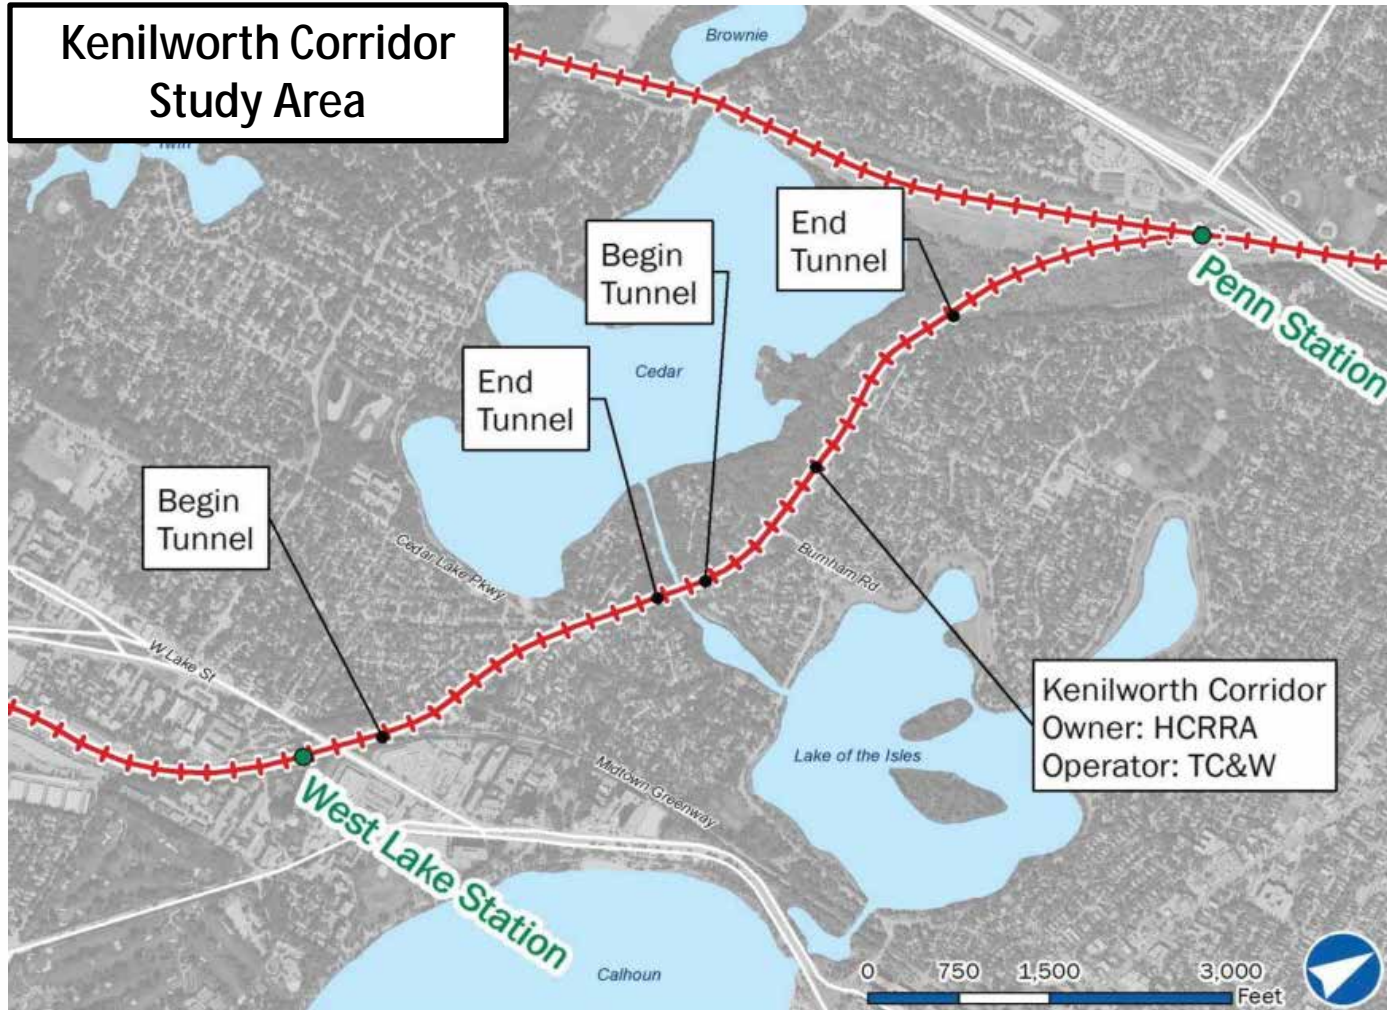 Kenilworth Corridor
Study Area
Brownie
Twin
End
Tunnel
Begin
Tunnel
Penn Station
Cedar
End
Tunnel
Begin
Tunnel
Cedar Lake Pkwy
Burnham Rd
W Lake St
Kenilworth Corridor
Owner: HCRRA
Operator: TC&W
Lake of the Isles
Midtown Greenway
West Lake Station
Calhoun
0 750 1,500 3,000
Feet